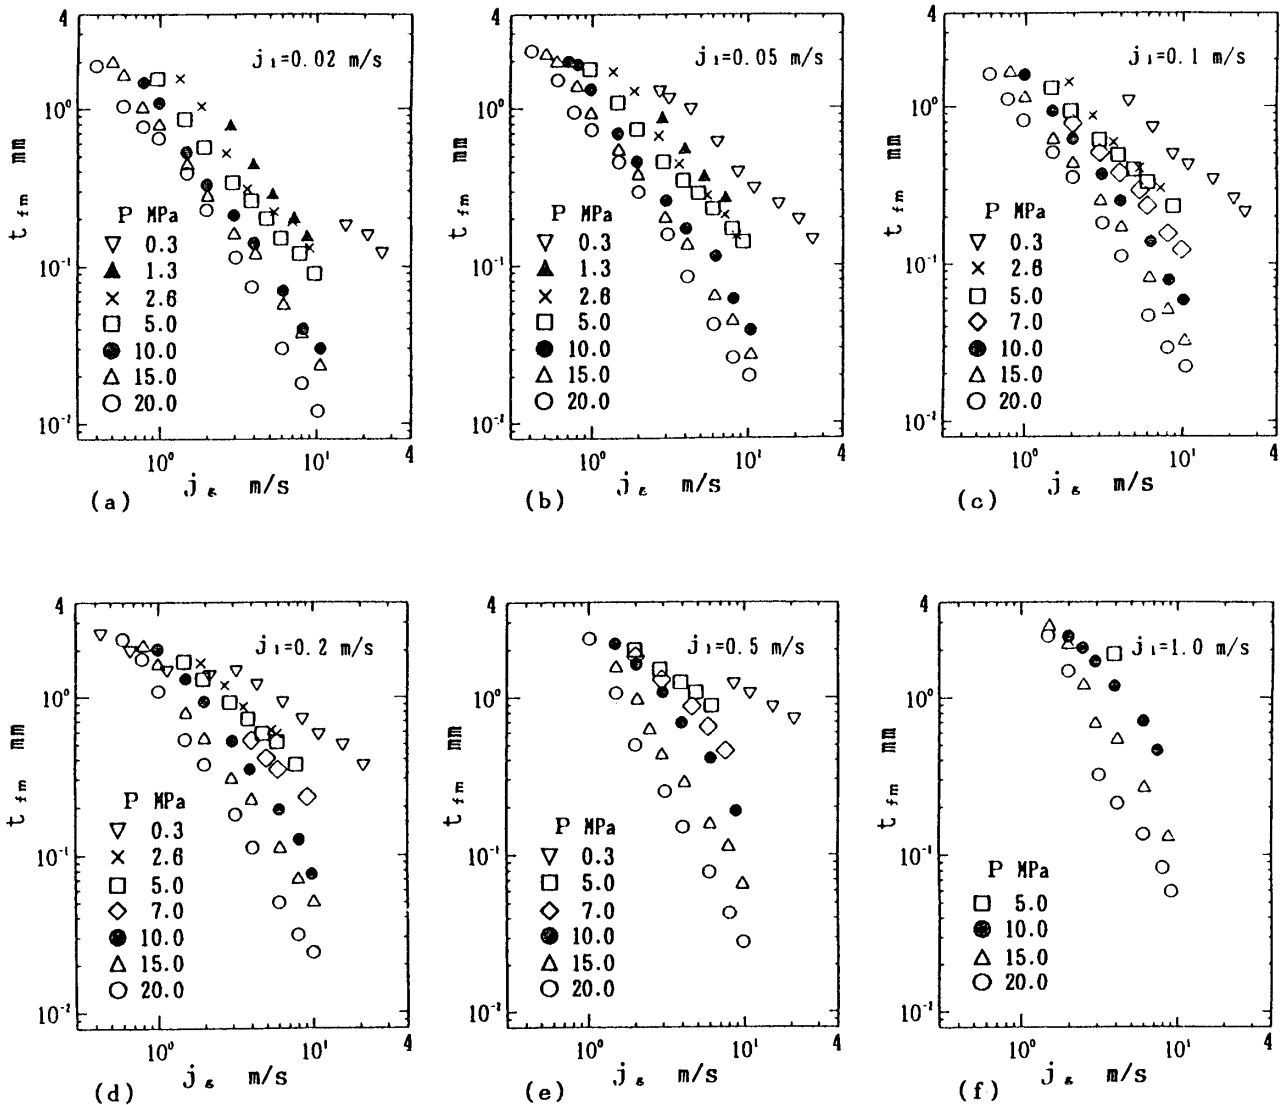 4
10⁰
10⁻¹
10⁻²
t_fm mm
j_l=0.02 m/s
P MPa
▽ 0.3
▲ 1.3
× 2.6
□ 5.0
● 10.0
△ 15.0
○ 20.0
10⁰ 10¹ 4
j_g m/s
(a)
4
10⁰
10⁻¹
10⁻²
t_fm mm
j_l=0.05 m/s
P MPa
▽ 0.3
▲ 1.3
× 2.6
□ 5.0
● 10.0
△ 15.0
○ 20.0
10⁰ 10¹ 4
j_g m/s
(b)
4
10⁰
10⁻¹
10⁻²
t_fm mm
j_l=0.1 m/s
P MPa
▽ 0.3
× 2.6
□ 5.0
◇ 7.0
● 10.0
△ 15.0
○ 20.0
10⁰ 10¹ 4
j_g m/s
(c)
4
10⁰
10⁻¹
10⁻²
t_fm mm
j_l=0.2 m/s
P MPa
▽ 0.3
× 2.6
□ 5.0
◇ 7.0
● 10.0
△ 15.0
○ 20.0
10⁰ 10¹ 4
j_g m/s
(d)
4
10⁰
10⁻¹
10⁻²
t_fm mm
j_l=0.5 m/s
P MPa
▽ 0.3
□ 5.0
◇ 7.0
● 10.0
△ 15.0
○ 20.0
10⁰ 10¹ 4
j_g m/s
(e)
4
10⁰
10⁻¹
10⁻²
t_fm mm
j_l=1.0 m/s
P MPa
□ 5.0
● 10.0
△ 15.0
○ 20.0
10⁰ 10¹ 4
j_g m/s
(f)